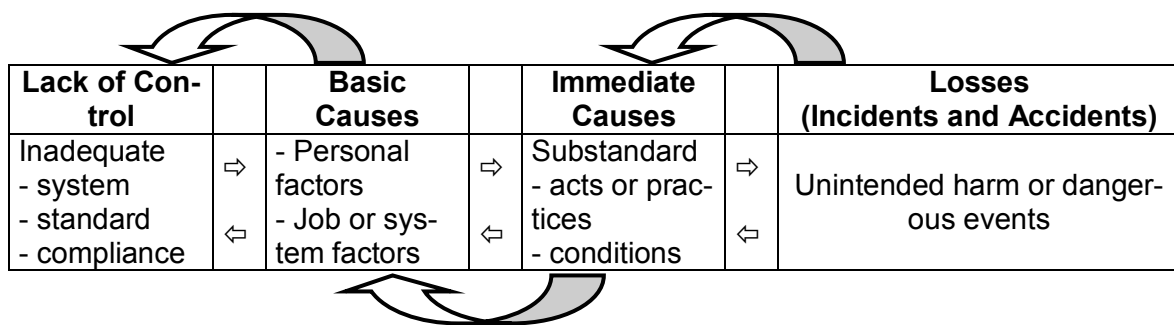 Lack of Con-
trol
Basic
Causes
Immediate
Causes
Losses
(Incidents and Accidents)
Inadequate
- system
- standard
- compliance
⇨
⇦
- Personal
factors
- Job or sys-
tem factors
⇨
⇦
Substandard
- acts or prac-
tices
- conditions
⇨
⇦
Unintended harm or danger-
ous events